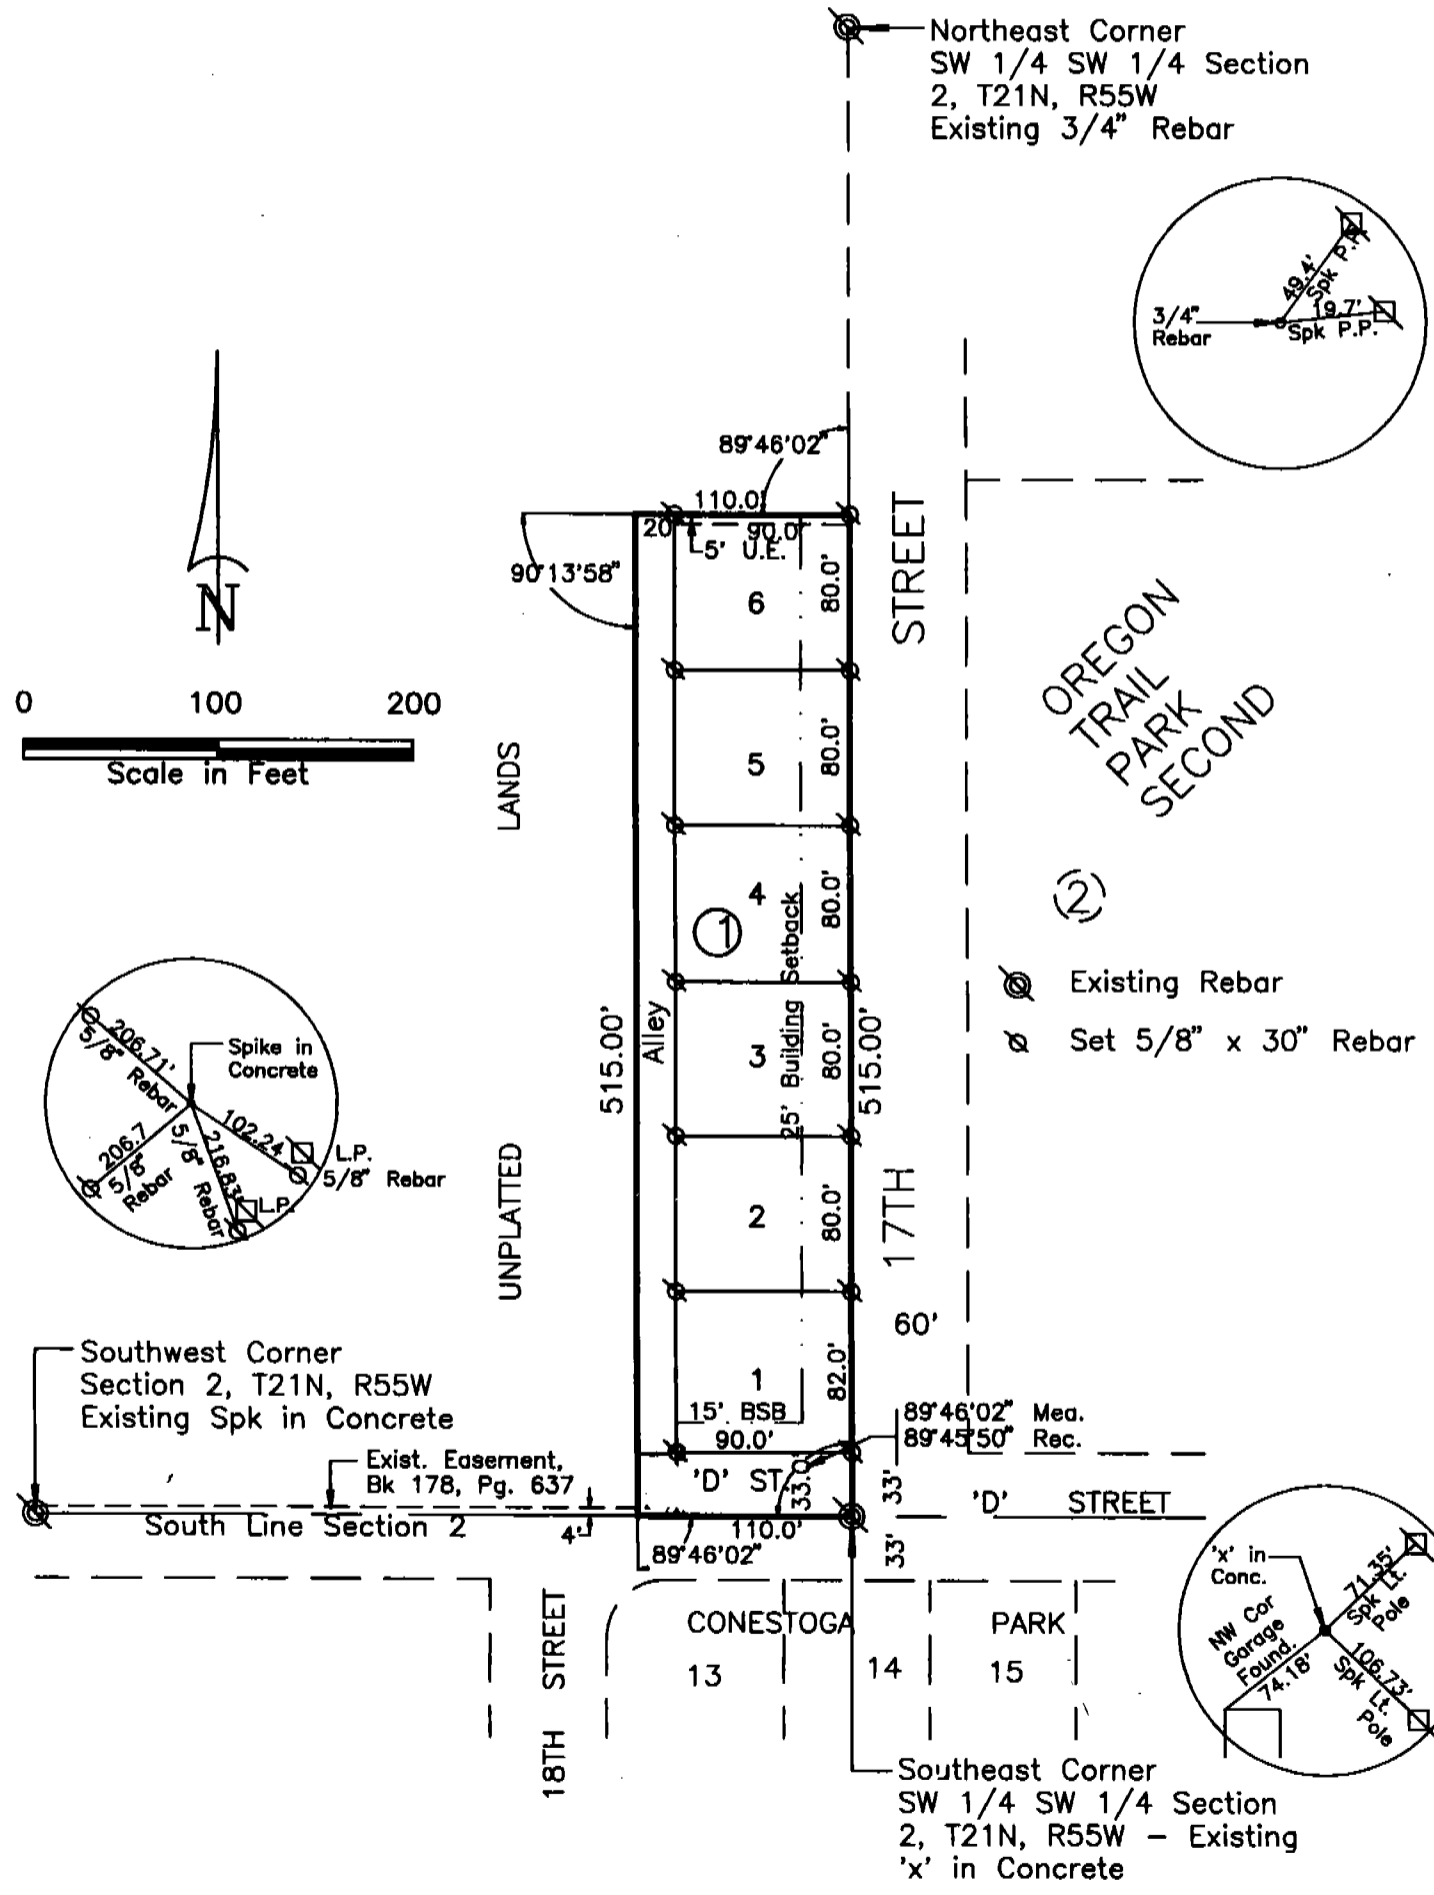 Northeast Corner
SW 1/4 SW 1/4 Section
2, T21N, R55W
Existing 3/4" Rebar
49.4'
Spk P.P.
19.7'
Spk P.P.
3/4"
Rebar
89°46'02"
110.0'
20'
90.0'
5' U.E.
90°13'58"
N
0 100 200
Scale in Feet
6
80.0'
5
80.0'
4
80.0'
1
3
80.0'
2
80.0'
1
82.0'
25' Building Setback
Alley
515.00'
515.00'
UNPLATTED LANDS
17TH STREET
60'
OREGON
TRAIL
PARK
SECOND
2
Existing Rebar
Set 5/8" x 30" Rebar
206.71'
5/8" Rebar
Spike in
Concrete
102.24'
L.P.
5/8" Rebar
206.7
5/8"
Rebar
216.83'
5/8" Rebar
L.P.
Southwest Corner
Section 2, T21N, R55W
Existing Spk in Concrete
15' BSB
90.0'
89°46'02" Mea.
89°45'50" Rec.
Exist. Easement,
Bk 178, Pg. 637
'D' ST.
33.0
33'
'D' STREET
South Line Section 2
4'
110.0'
89°46'02"
33'
18TH STREET
CONESTOGA PARK
13
14
15
'x' in
Conc.
71.35'
Spk Lt.
Pole
NW Cor
Garage
Found.
74.18'
106.73'
Spk Lt.
Pole
Southeast Corner
SW 1/4 SW 1/4 Section
2, T21N, R55W – Existing
'x' in Concrete